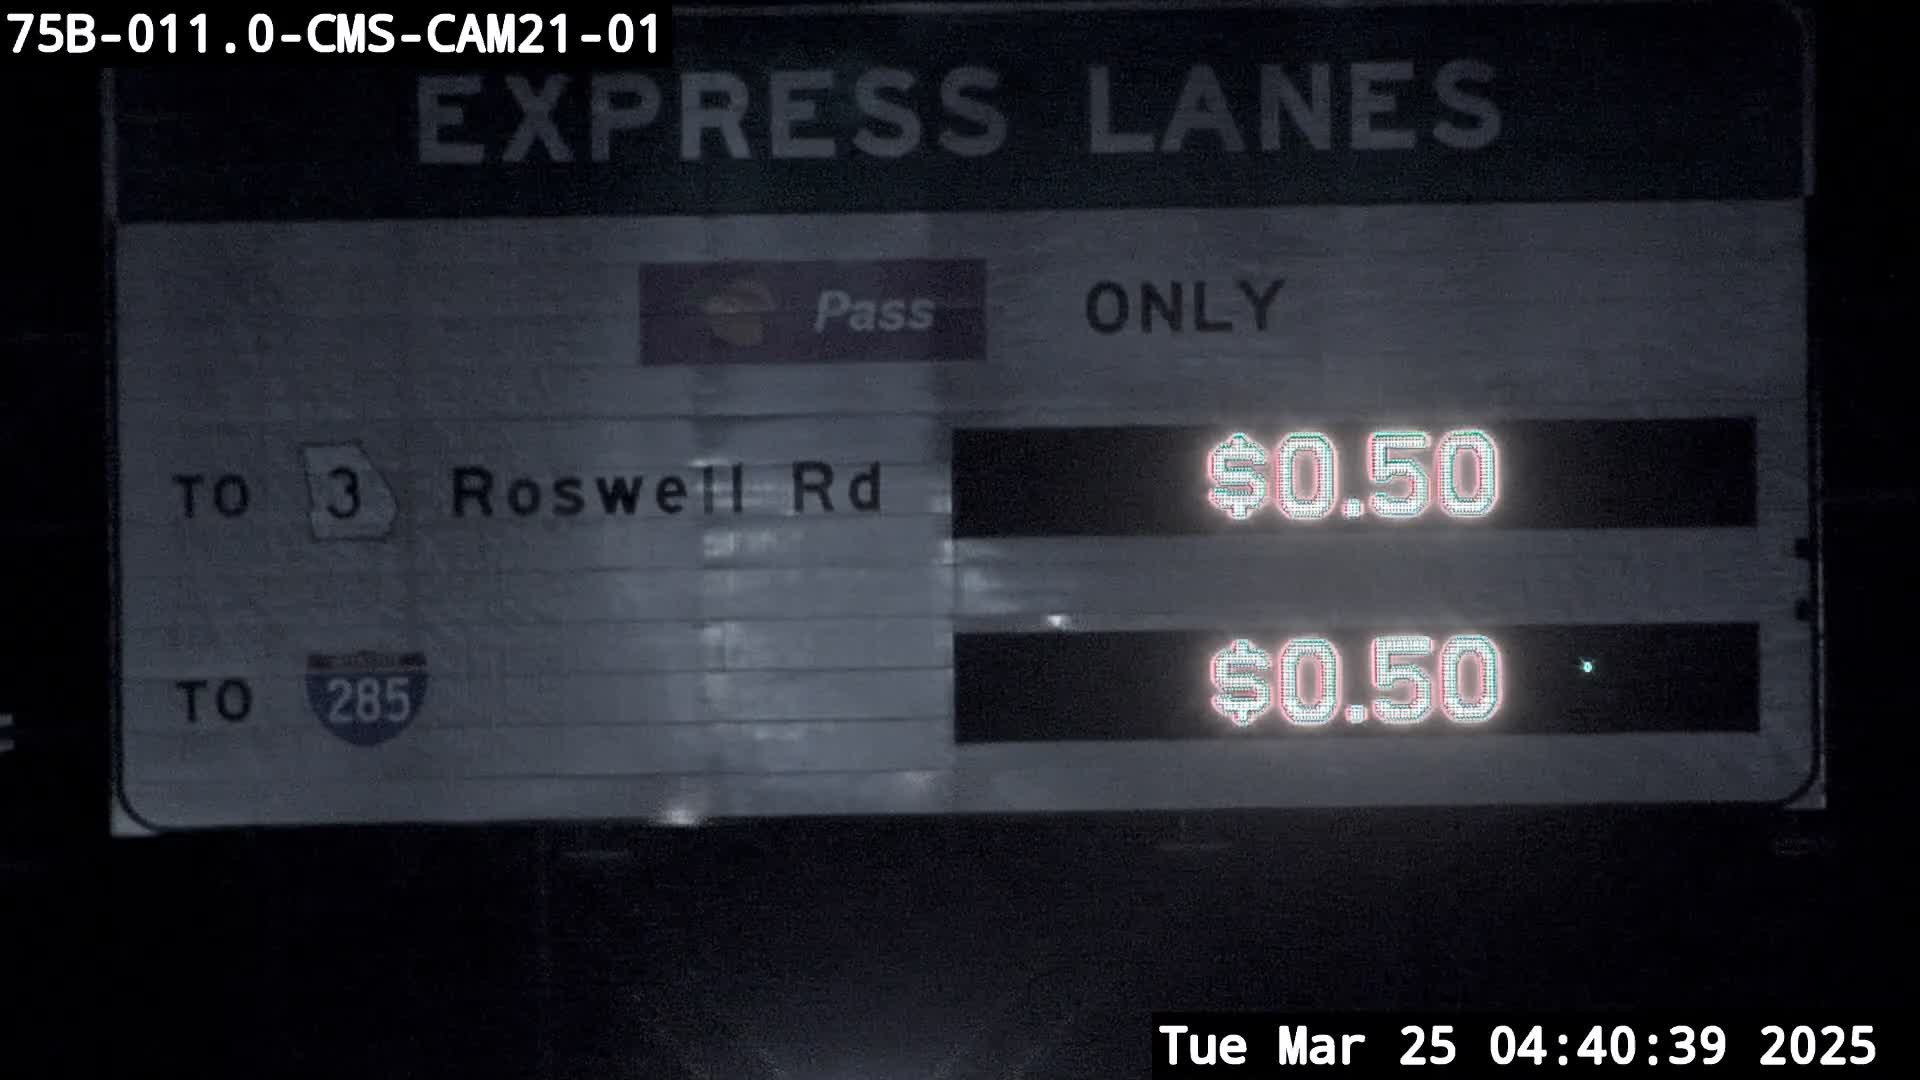 75B-011.0-CMS-CAM21-01
EXPRESS LANES
Pass ONLY
TO 3 Roswell Rd $0.50
TO 285 $0.50
Tue Mar 25 04:40:39 2025